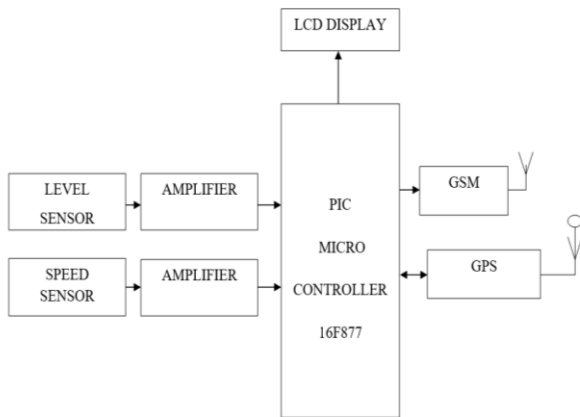 LCD DISPLAY
LEVEL
SENSOR
AMPLIFIER
SPEED
SENSOR
AMPLIFIER
PIC
MICRO
CONTROLLER
16F877
GSM
GPS